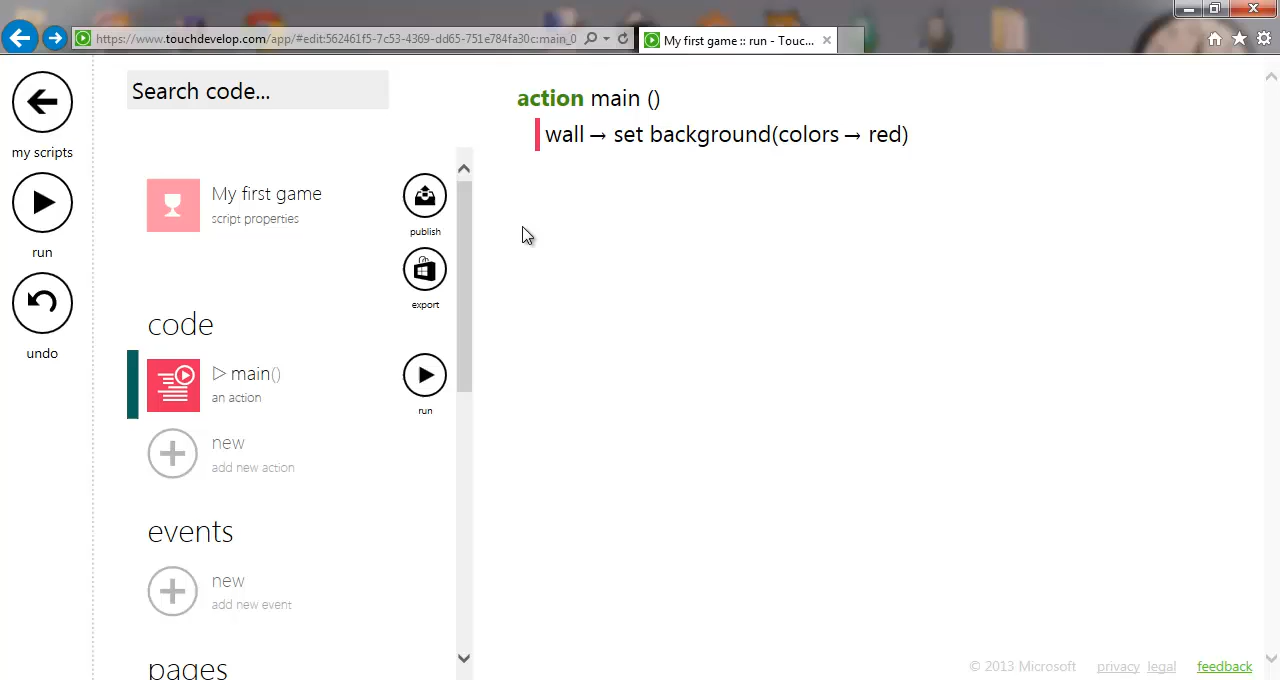 https://www.touchdevelop.com/app/#edit:562461f5-7c53-4369-dd65-751e784fa30c:main_0
My first game :: run - Touc...
my scripts
run
undo
Search code...
My first game
script properties
publish
export
code
main()
an action
run
new
add new action
events
new
add new event
pages
action main ()
wall → set background(colors → red)
© 2013 Microsoft privacy legal feedback